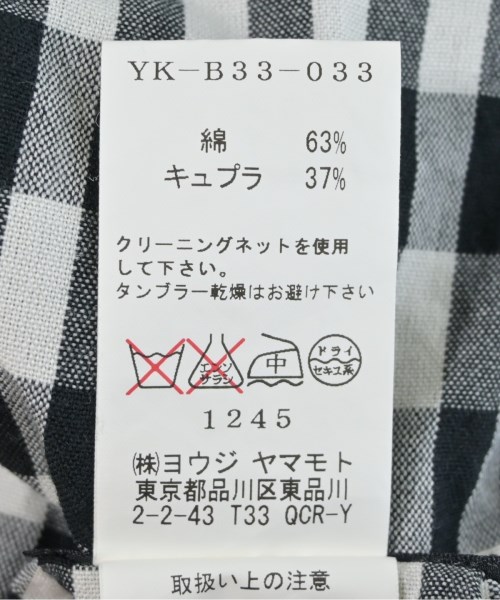 YK-B33-033
綿 63%
キュプラ 37%
クリーニングネットを使用
して下さい。
タンブラー乾燥はお避け下さい
エンソ
サラシ
中
ドライ
セキユ系
1245
㈱ヨウジ ヤマモト
東京都品川区東品川
2-2-43 T33 QCR-Y
取扱い上の注意